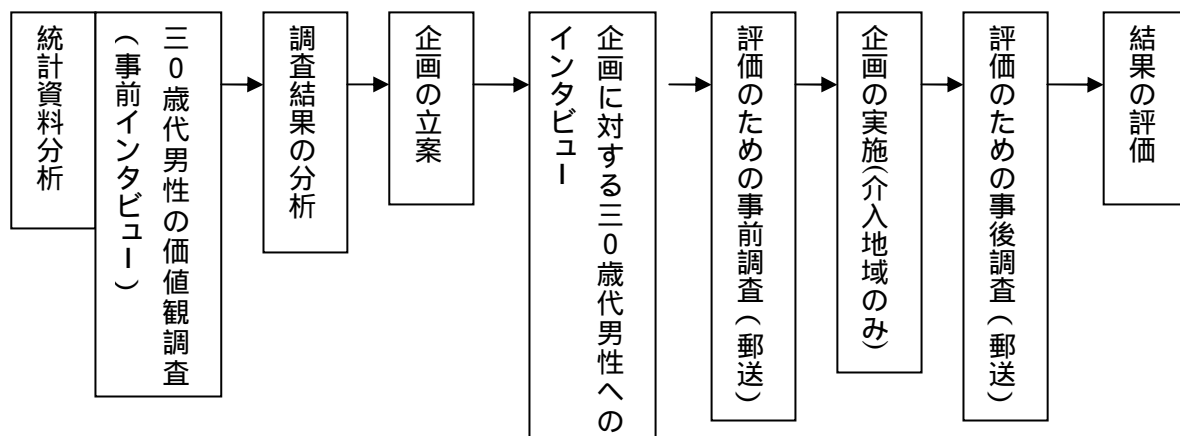 統計資料分析
三0歳代男性の価値観調査
（事前インタビュー）
調査結果の分析
企画の立案
企画に対する三0歳代男性への
インタビュー
評価のための事前調査（郵送）
企画の実施(介入地域のみ)
評価のための事後調査（郵送）
結果の評価